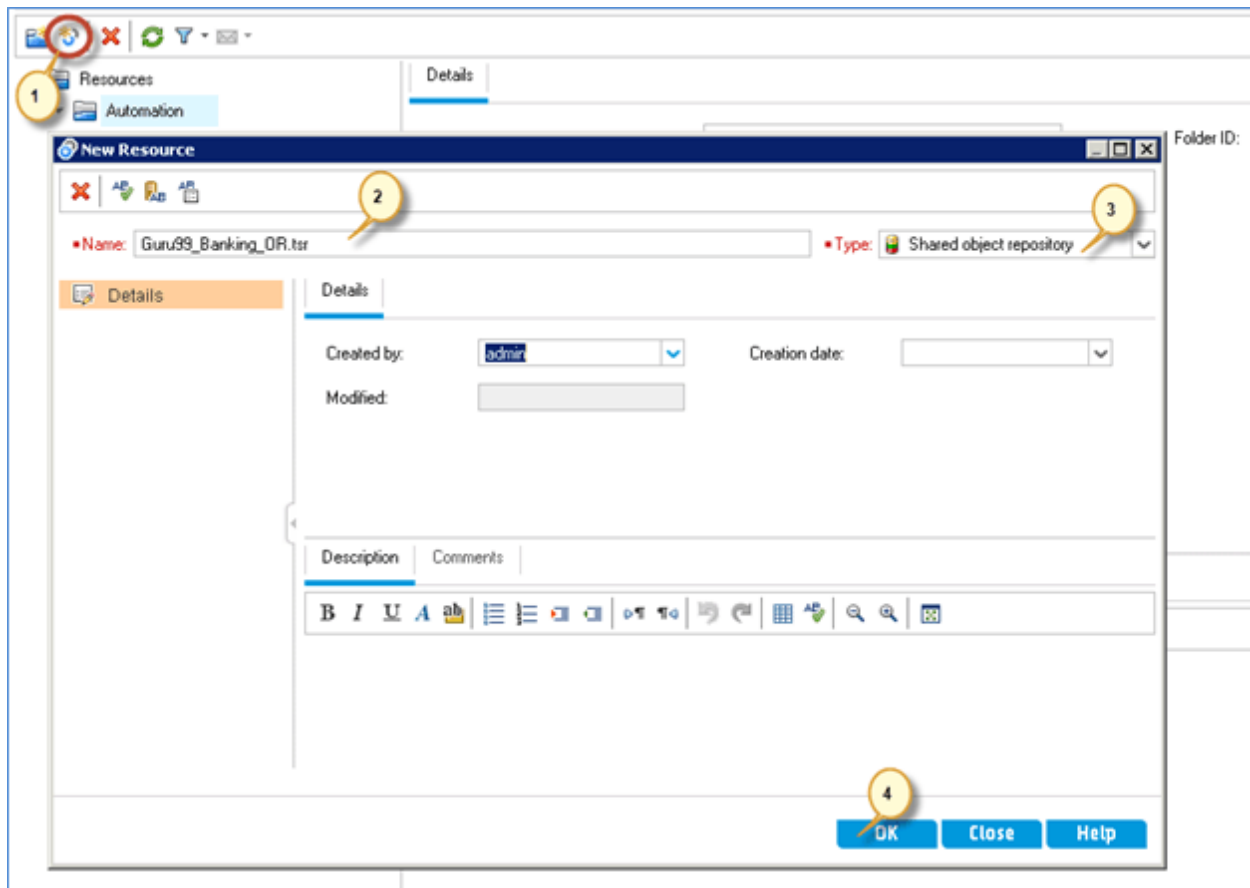 1
Resources
Automation
Details
Folder ID:
New Resource
2
3
Name: Guru99_Banking_OR.tsr
Type: Shared object repository
Details
Details
Created by: admin
Creation date:
Modified:
Description Comments
B I U A ab
4
OK Close Help